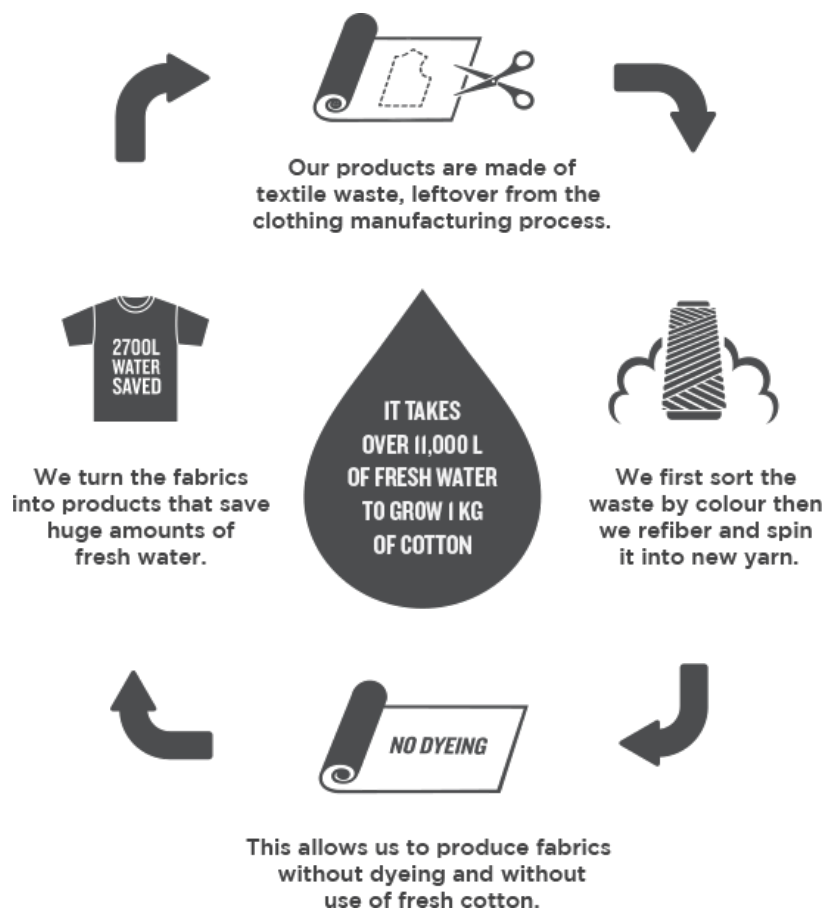 Our products are made of
textile waste, leftover from the
clothing manufacturing process.
2700L
WATER
SAVED
IT TAKES
OVER 11,000 L
OF FRESH WATER
TO GROW 1 KG
OF COTTON
We turn the fabrics
into products that save
huge amounts of
fresh water.
We first sort the
waste by colour then
we refiber and spin
it into new yarn.
NO DYEING
This allows us to produce fabrics
without dyeing and without
use of fresh cotton.